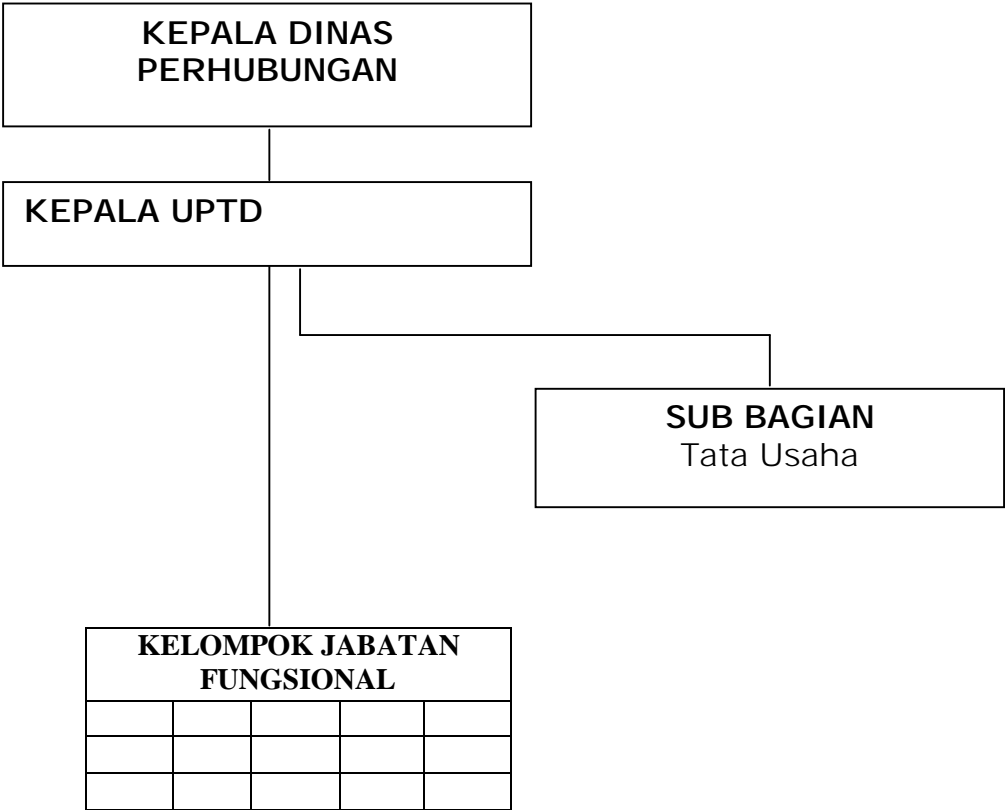 KEPALA DINAS
PERHUBUNGAN
KEPALA UPTD
SUB BAGIAN
Tata Usaha
KELOMPOK JABATAN
FUNGSIONAL